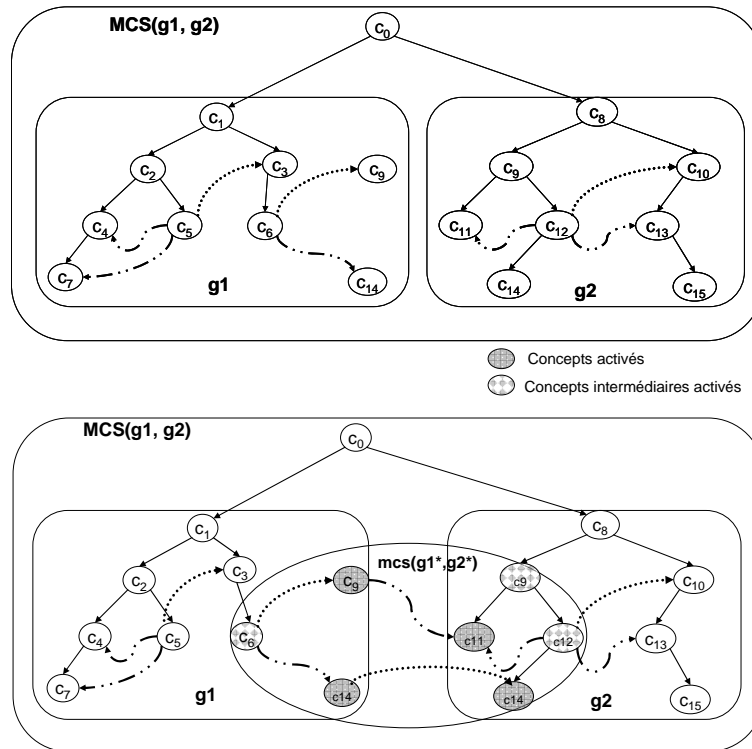 MCS(g1, g2)
C0
C1
C8
C2
C3
C9
C9
C10
C4
C5
C6
C11
C12
C13
C7
C14
C14
C15
g1
g2
Concepts activés
Concepts intermédiaires activés
MCS(g1, g2)
C0
C1
C8
mcs(g1*,g2*)
C2
C3
C9
c9
C10
C4
C5
C6
c11
c12
C13
C7
c14
c14
C15
g1
g2